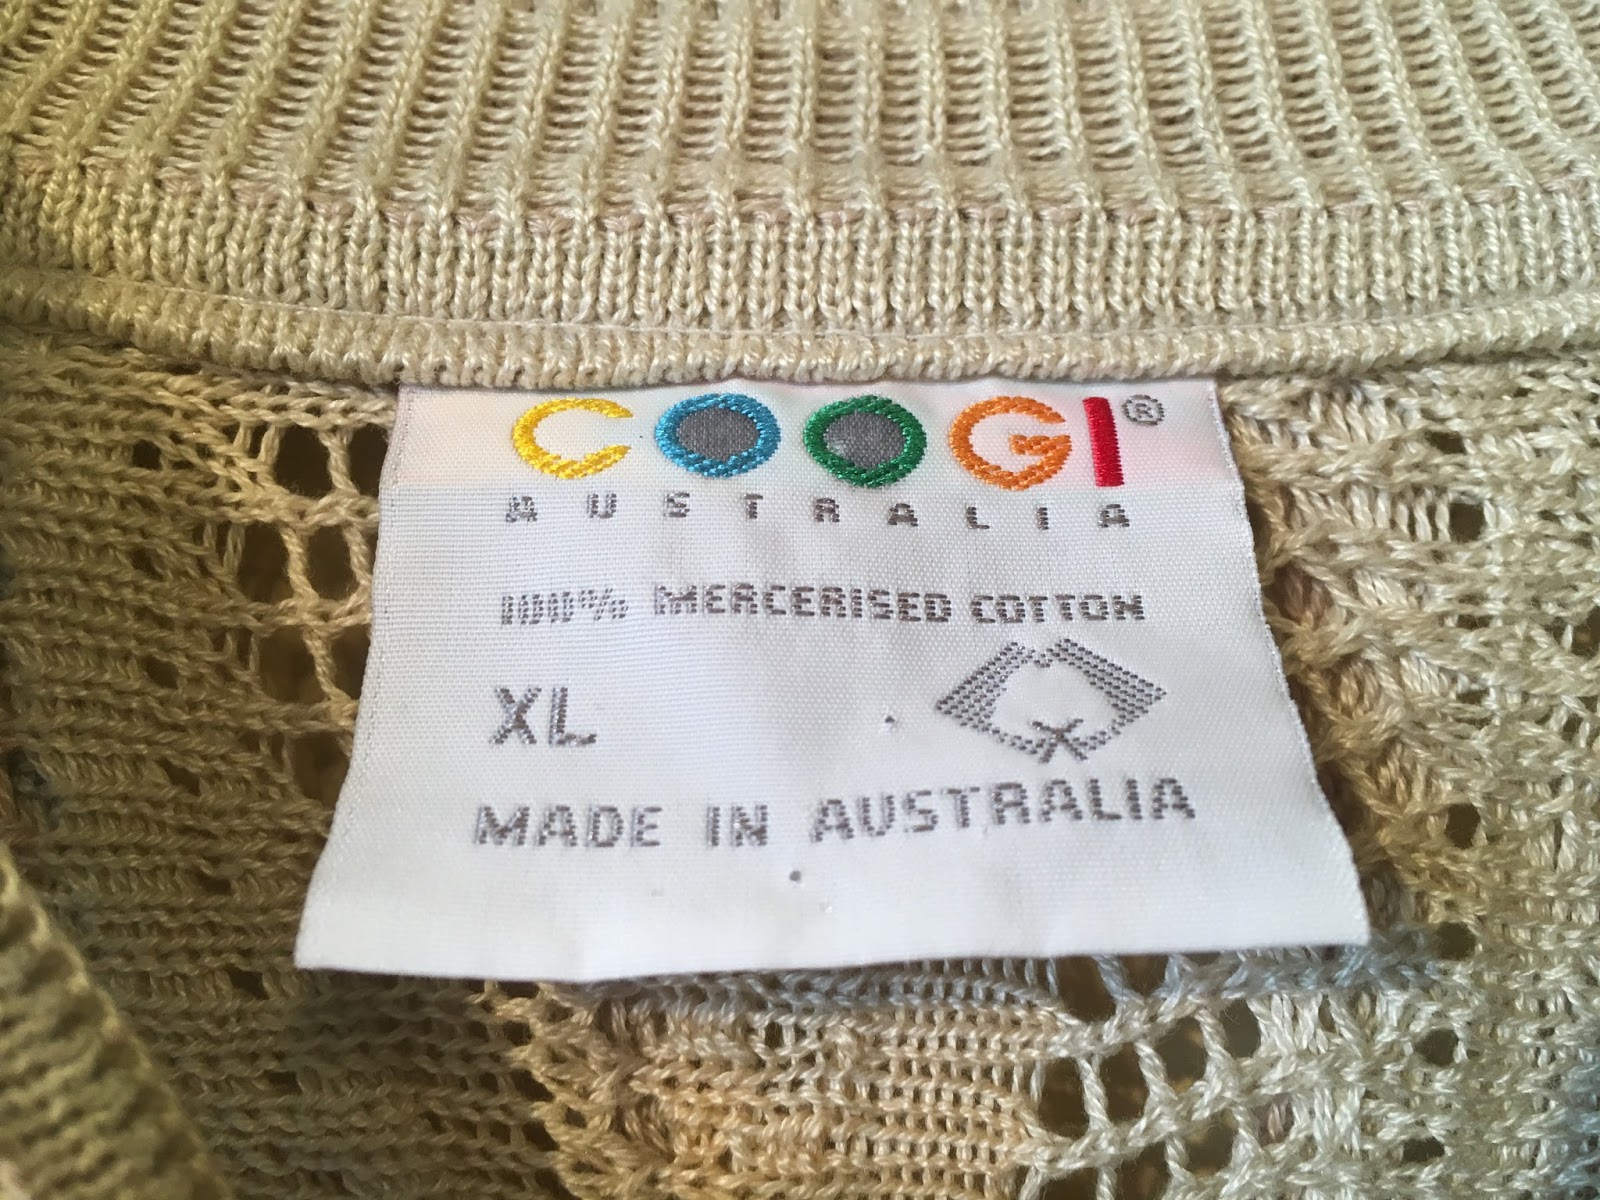 COOGI®
AUSTRALIA
100% MERCERISED COTTON
XL
MADE IN AUSTRALIA